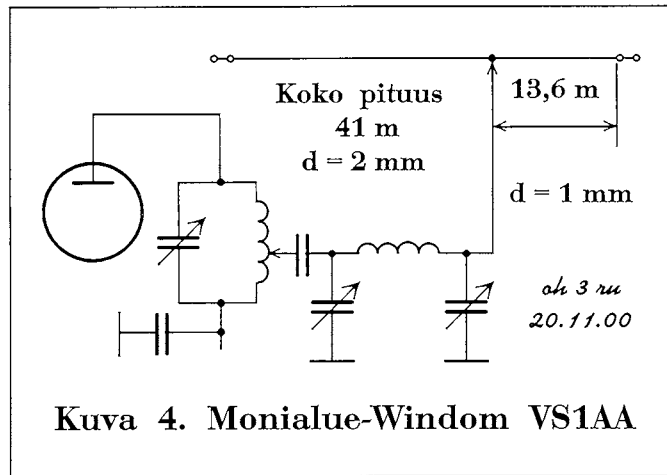 Koko pituus
41 m
d = 2 mm
13,6 m
d = 1 mm
oh 3 ru
20.11.00
Kuva 4. Monialue-Windom VS1AA